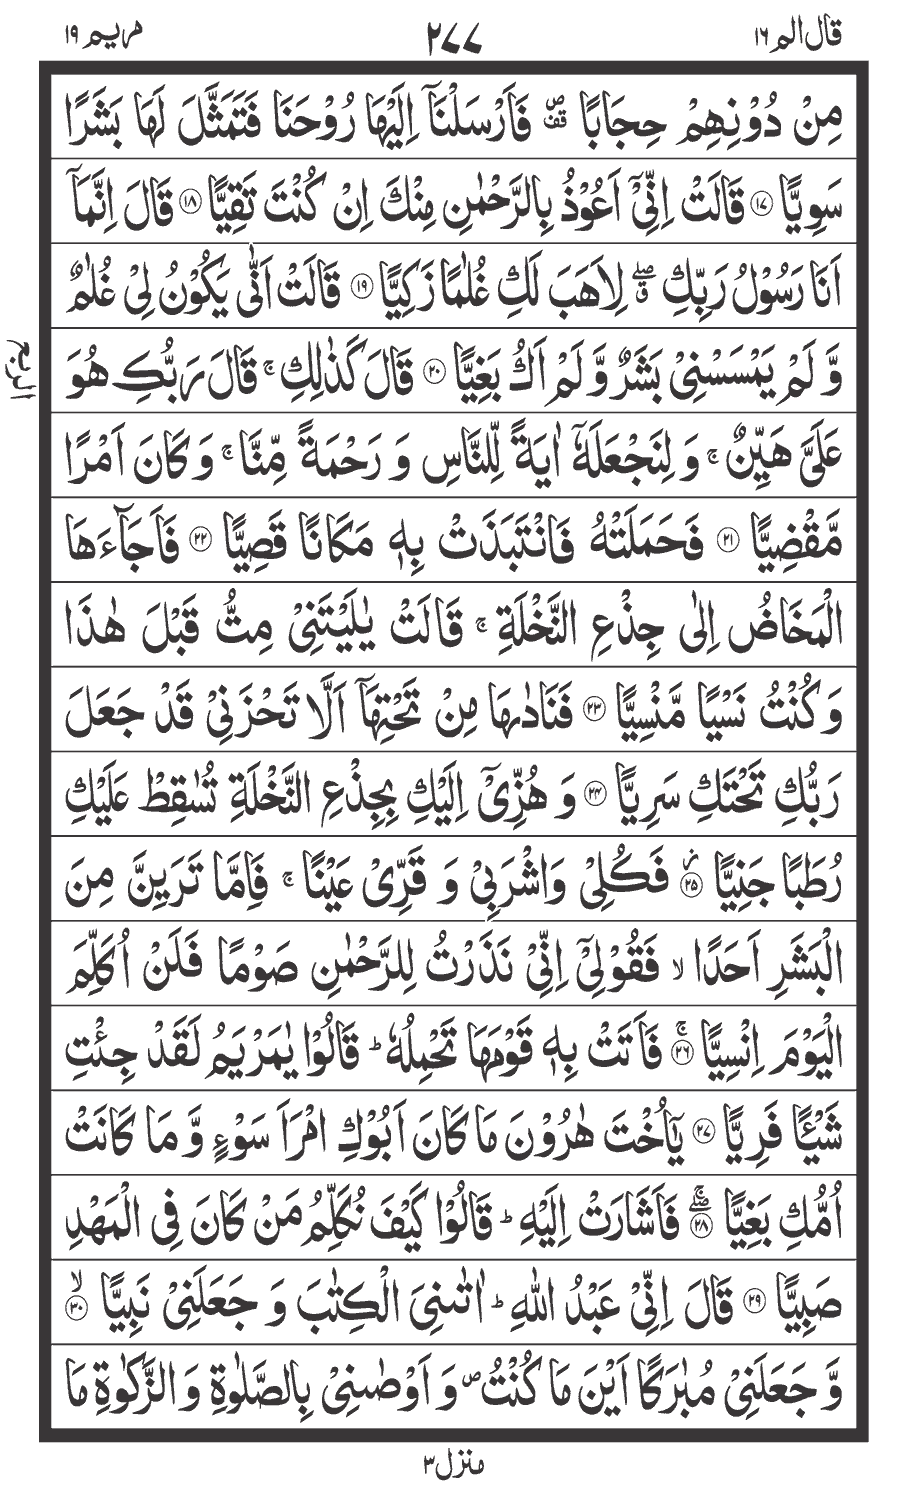 قال الم ١٦ ٢٧٧ مريم ١٩
مِنْ دُوْنِهِمْ حِجَابًا ۪۫ فَاَرْسَلْنَاۤ اِلَيْهَا رُوْحَنَا فَتَمَثَّلَ لَهَا بَشَرًا
سَوِيًّا ۝١٧ قَالَتْ اِنِّيْۤ اَعُوْذُ بِالرَّحْمٰنِ مِنْكَ اِنْ كُنْتَ تَقِيًّا ۝١٨ قَالَ اِنَّمَاۤ
اَنَا رَسُوْلُ رَبِّكِ ۖۗ لِاَهَبَ لَكِ غُلٰمًا زَكِيًّا ۝١٩ قَالَتْ اَنّٰى يَكُوْنُ لِيْ غُلٰمٌ
وَّ لَمْ يَمْسَسْنِيْ بَشَرٌ وَّ لَمْ اَكُ بَغِيًّا ۝٢٠ قَالَ كَذٰلِكِ ۚ قَالَ رَبُّكِ هُوَ
عَلَيَّ هَيِّنٌ ۚ وَ لِنَجْعَلَهٗۤ اٰيَةً لِّلنَّاسِ وَ رَحْمَةً مِّنَّا ۚ وَ كَانَ اَمْرًا
مَّقْضِيًّا ۝٢١ فَحَمَلَتْهُ فَانْتَبَذَتْ بِهٖ مَكَانًا قَصِيًّا ۝٢٢ فَاَجَآءَهَا
الْمَخَاضُ اِلٰى جِذْعِ النَّخْلَةِ ۚ قَالَتْ يٰلَيْتَنِيْ مِتُّ قَبْلَ هٰذَا
وَ كُنْتُ نَسْيًا مَّنْسِيًّا ۝٢٣ فَنَادٰىهَا مِنْ تَحْتِهَاۤ اَلَّا تَحْزَنِيْ قَدْ جَعَلَ
رَبُّكِ تَحْتَكِ سَرِيًّا ۝٢٤ وَ هُزِّيْۤ اِلَيْكِ بِجِذْعِ النَّخْلَةِ تُسٰقِطْ عَلَيْكِ
رُطَبًا جَنِيًّا ۝٢٥ؗ فَكُلِيْ وَاشْرَبِيْ وَ قَرِّيْ عَيْنًا ۚ فَاِمَّا تَرَيِنَّ مِنَ
الْبَشَرِ اَحَدًا ۙ فَقُوْلِيْۤ اِنِّيْ نَذَرْتُ لِلرَّحْمٰنِ صَوْمًا فَلَنْ اُكَلِّمَ
الْيَوْمَ اِنْسِيًّا ۝٢٦ۚ فَاَتَتْ بِهٖ قَوْمَهَا تَحْمِلُهٗ ؕ قَالُوْا يٰمَرْيَمُ لَقَدْ جِئْتِ
شَيْـًٔا فَرِيًّا ۝٢٧ يٰۤاُخْتَ هٰرُوْنَ مَا كَانَ اَبُوْكِ امْرَاَ سَوْءٍ وَّ مَا كَانَتْ
اُمُّكِ بَغِيًّا ۝٢٨ۖۚ فَاَشَارَتْ اِلَيْهِ ؕ قَالُوْا كَيْفَ نُكَلِّمُ مَنْ كَانَ فِي الْمَهْدِ
صَبِيًّا ۝٢٩ قَالَ اِنِّيْ عَبْدُ اللّٰهِ ؕ اٰتٰىنِيَ الْكِتٰبَ وَ جَعَلَنِيْ نَبِيًّا ۝٣٠ۙ
وَّ جَعَلَنِيْ مُبٰرَكًا اَيْنَ مَا كُنْتُ ۪ وَ اَوْصٰىنِيْ بِالصَّلٰوةِ وَ الزَّكٰوةِ مَا
الربع
منزل ٣